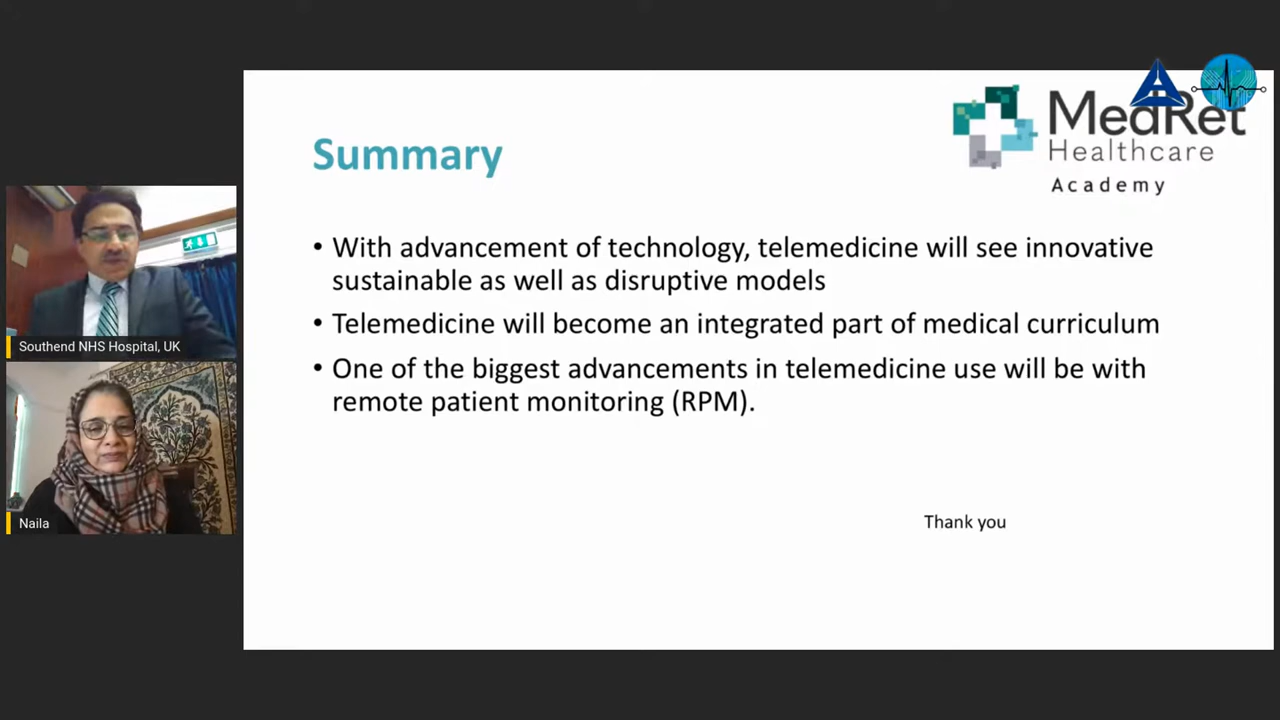 MedRet
Healthcare
Academy
Summary
• With advancement of technology, telemedicine will see innovative
sustainable as well as disruptive models
• Telemedicine will become an integrated part of medical curriculum
• One of the biggest advancements in telemedicine use will be with
remote patient monitoring (RPM).
Thank you
Southend NHS Hospital, UK
Naila